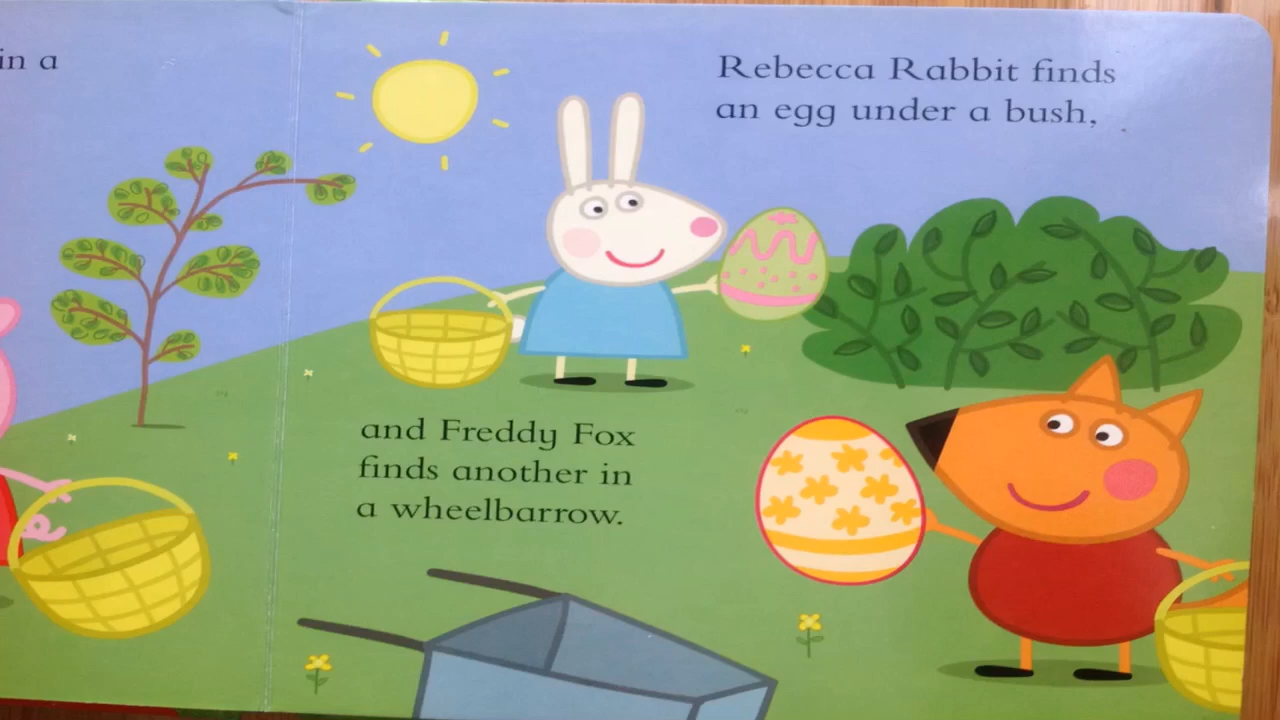 in a
Rebecca Rabbit finds
an egg under a bush,
and Freddy Fox
finds another in
a wheelbarrow.